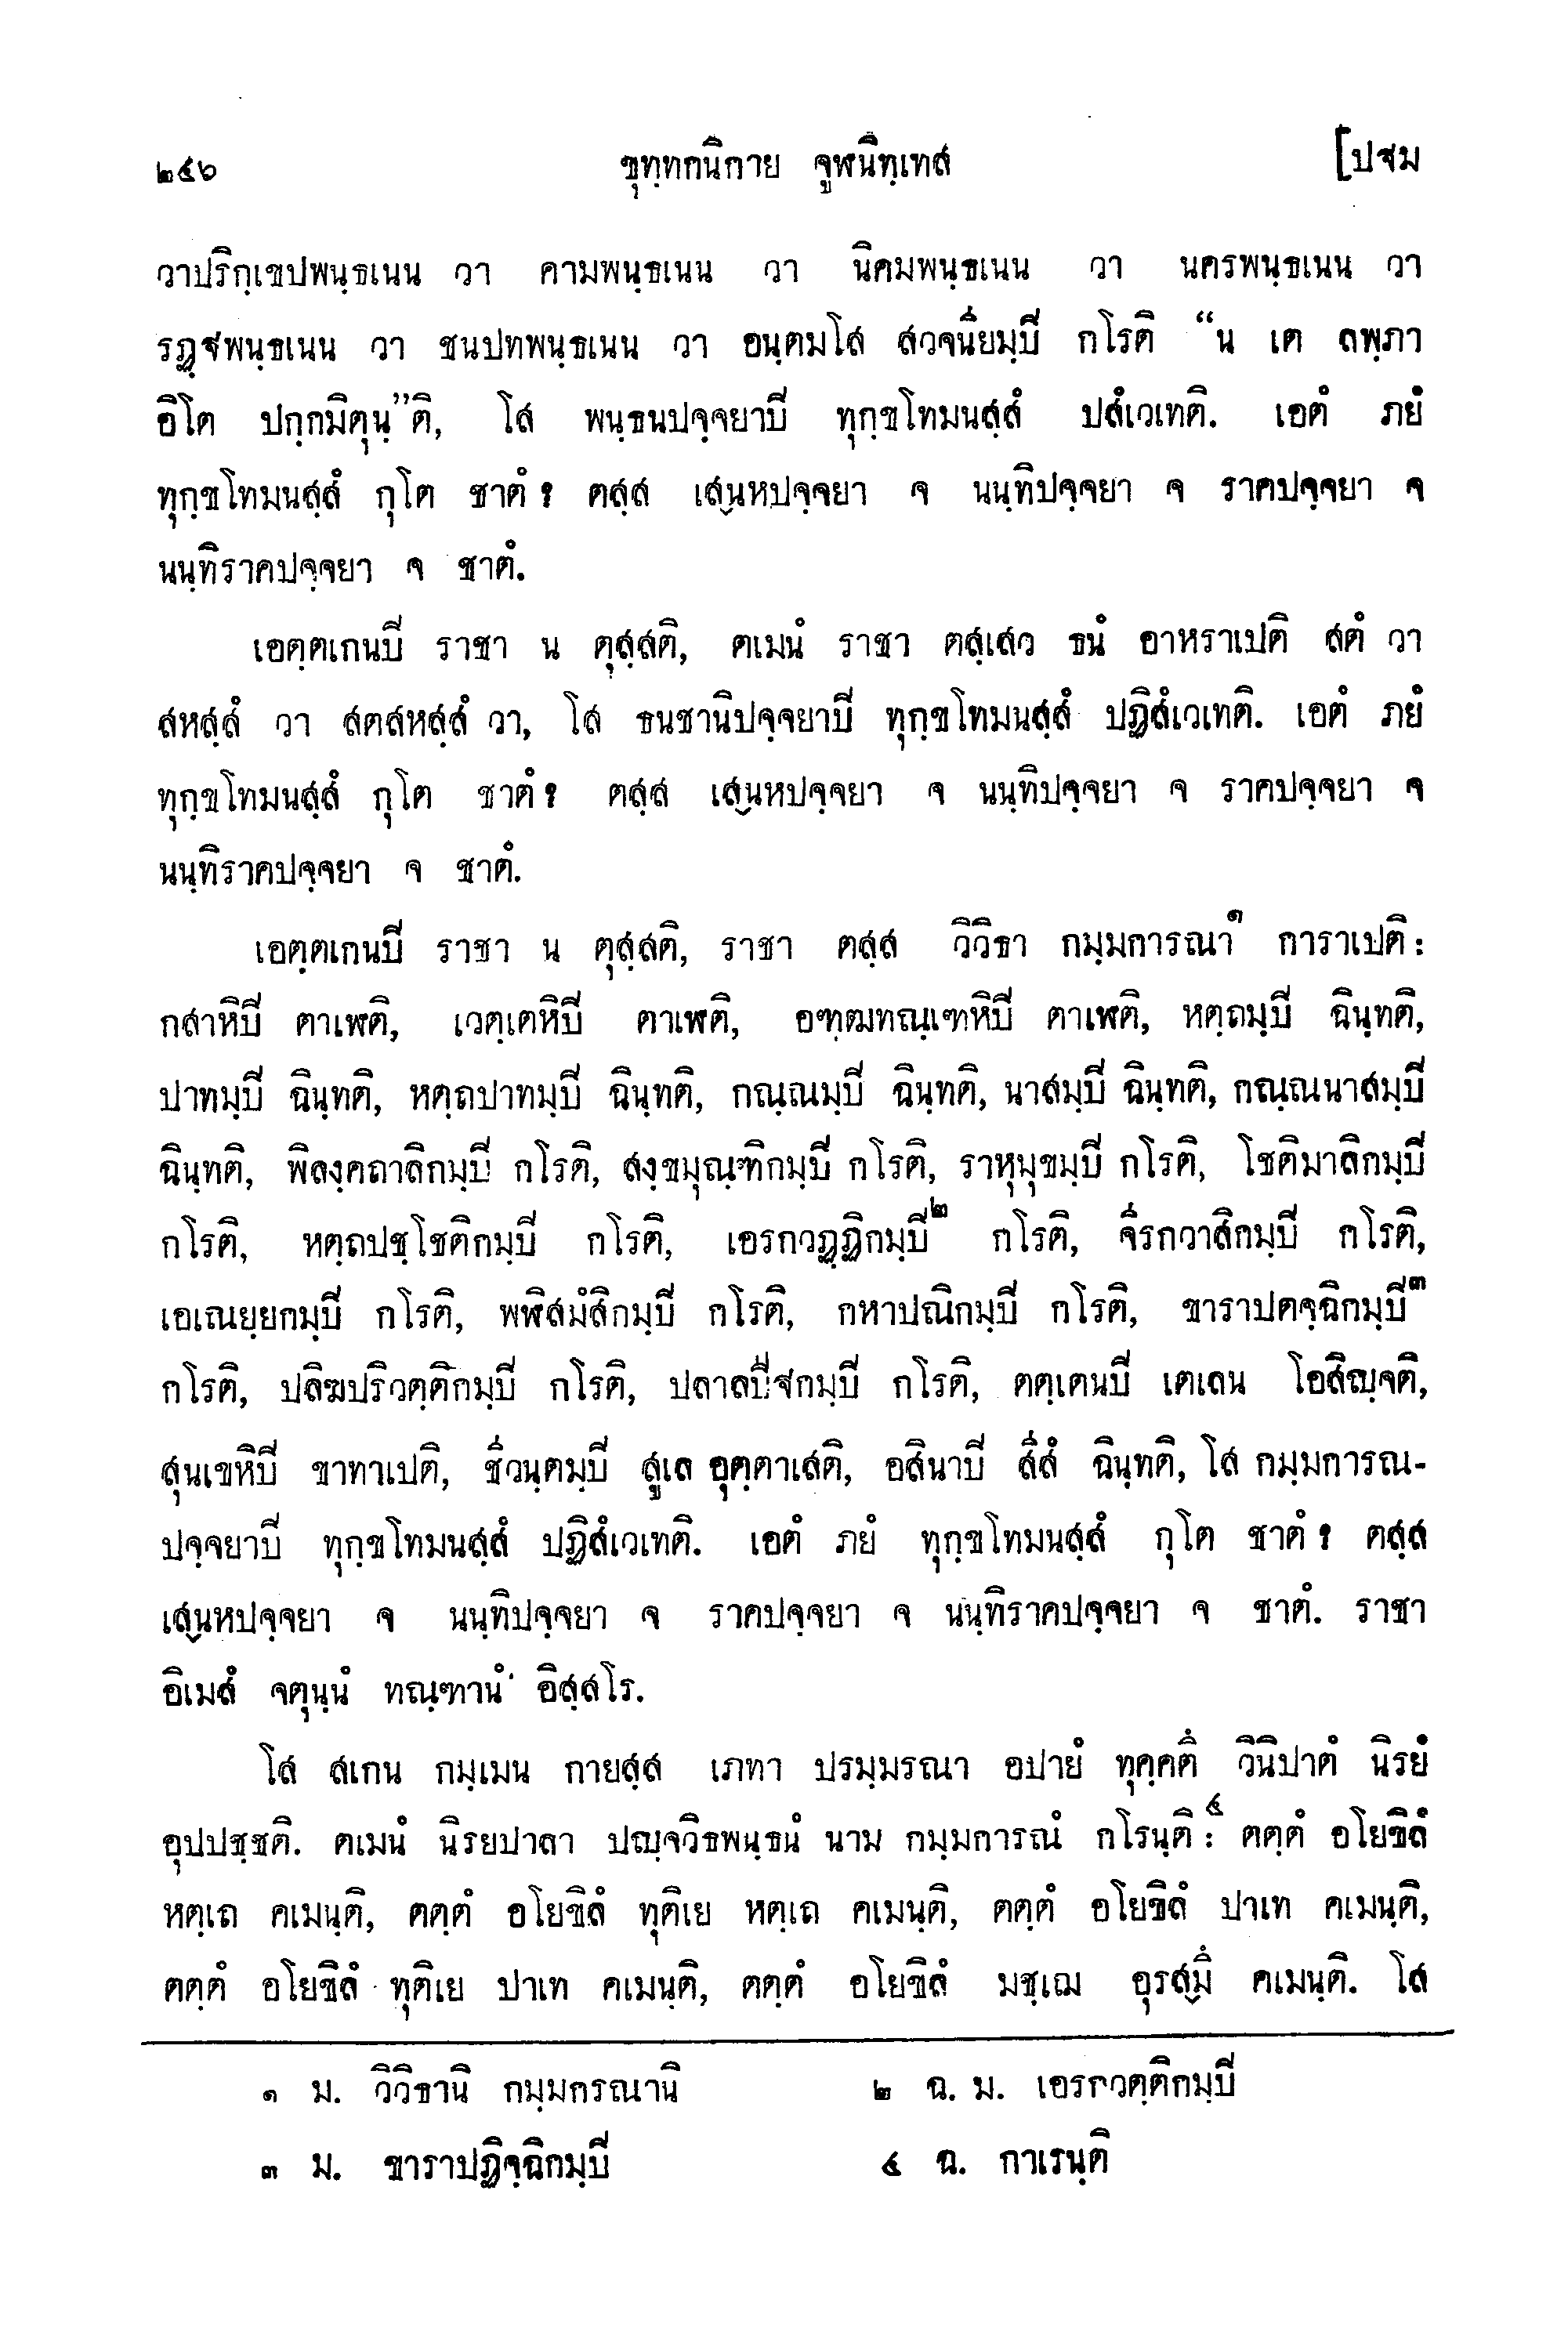 ๒๔๖ ขุทฺทกนิกาย จูฬนิทฺเทส [ปฐม
วาปริกฺเขปพนฺธเนน วา คามพนฺธเนน วา นิคมพนฺธเนน วา นครพนฺธเนน วา
รฏฺฐพนฺธเนน วา ชนปทพนฺธเนน วา อนฺตมโส สวจนียมฺปิ กโรติ “น เต ลพฺภา
อิโต ปกฺกมิตุนฺ”ติ, โส พนฺธนปจฺจยาปิ ทุกฺขโทมนสฺสํ ปสํเวเทติ. เอตํ ภยํ
ทุกฺขโทมนสฺสํ กุโต ชาตํ? ตสฺส เสฺนหปจฺจยา จ นนฺทิปจฺจยา จ ราคปจฺจยา จ
นนฺทิราคปจฺจยา จ ชาตํ.
เอตฺตเกนปิ ราชา น ตุสฺสติ, ตเมนํ ราชา ตสฺเสว ธนํ อาหราเปติ สตํ วา
สหสฺสํ วา สตสหสฺสํ วา, โส ธนชานิปจฺจยาปิ ทุกฺขโทมนสฺสํ ปฏิสํเวเทติ. เอตํ ภยํ
ทุกฺขโทมนสฺสํ กุโต ชาตํ? ตสฺส เสฺนหปจฺจยา จ นนฺทิปจฺจยา จ ราคปจฺจยา จ
นนฺทิราคปจฺจยา จ ชาตํ.
เอตฺตเกนปิ ราชา น ตุสฺสติ, ราชา ตสฺส วิวิธา กมฺมการณา๑ การาเปติ:
กสาหิปิ ตาเฬติ, เวตฺเตหิปิ ตาเฬติ, อฑฺฒทณฺเฑหิปิ ตาเฬติ, หตฺถมฺปิ ฉินฺทติ,
ปาทมฺปิ ฉินฺทติ, หตฺถปาทมฺปิ ฉินฺทติ, กณฺณมฺปิ ฉินฺทติ, นาสมฺปิ ฉินฺทติ, กณฺณนาสมฺปิ
ฉินฺทติ, พิลงฺคถาลิกมฺปิ กโรติ, สงฺขมุณฺฑิกมฺปิ กโรติ, ราหุมุขมฺปิ กโรติ, โชติมาลิกมฺปิ
กโรติ, หตฺถปชฺโชติกมฺปิ กโรติ, เอรกวฏฺฏิกมฺปิ๒ กโรติ, จีรกวาสิกมฺปิ กโรติ,
เอเณยฺยกมฺปิ กโรติ, พฬิสมํสิกมฺปิ กโรติ, กหาปณิกมฺปิ กโรติ, ขาราปตจฺฉิกมฺปิ๓
กโรติ, ปลิฆปริวตฺติกมฺปิ กโรติ, ปลาลปีฐกมฺปิ กโรติ, ตตฺเตนปิ เตเลน โอสิญฺจติ,
สุนเขหิปิ ขาทาเปติ, ชีวนฺตมฺปิ สูเล อุตฺตาเสติ, อสินาปิ สีสํ ฉินฺทติ, โส กมฺมการณ-
ปจฺจยาปิ ทุกฺขโทมนสฺสํ ปฏิสํเวเทติ. เอตํ ภยํ ทุกฺขโทมนสฺสํ กุโต ชาตํ? ตสฺส
เสฺนหปจฺจยา จ นนฺทิปจฺจยา จ ราคปจฺจยา จ นนฺทิราคปจฺจยา จ ชาตํ. ราชา
อิเมสํ จตุนฺนํ ทณฺฑานํ อิสฺสโร.
โส สเกน กมฺเมน กายสฺส เภทา ปรมฺมรณา อปายํ ทุคฺคตึ วินิปาตํ นิรยํ
อุปปชฺชติ. ตเมนํ นิรยปาลา ปญฺจวิธพนฺธนํ นาม กมฺมการณํ กโรนฺติ:๔ ตตฺตํ อโยขิลํ
หตฺเถ คเมนฺติ, ตตฺตํ อโยขิลํ ทุติเย หตฺเถ คเมนฺติ, ตตฺตํ อโยขิลํ ปาเท คเมนฺติ,
ตตฺตํ อโยขิลํ ทุติเย ปาเท คเมนฺติ, ตตฺตํ อโยขิลํ มชฺเฌ อุรสฺมึ คเมนฺติ. โส
๑ ม. วิวิธานิ กมฺมกรณานิ ๒ ฉ. ม. เอรกวตฺติกมฺปิ
๓ ม. ขาราปฏิจฺฉิกมฺปิ ๔ ฉ. กาเรนฺติ